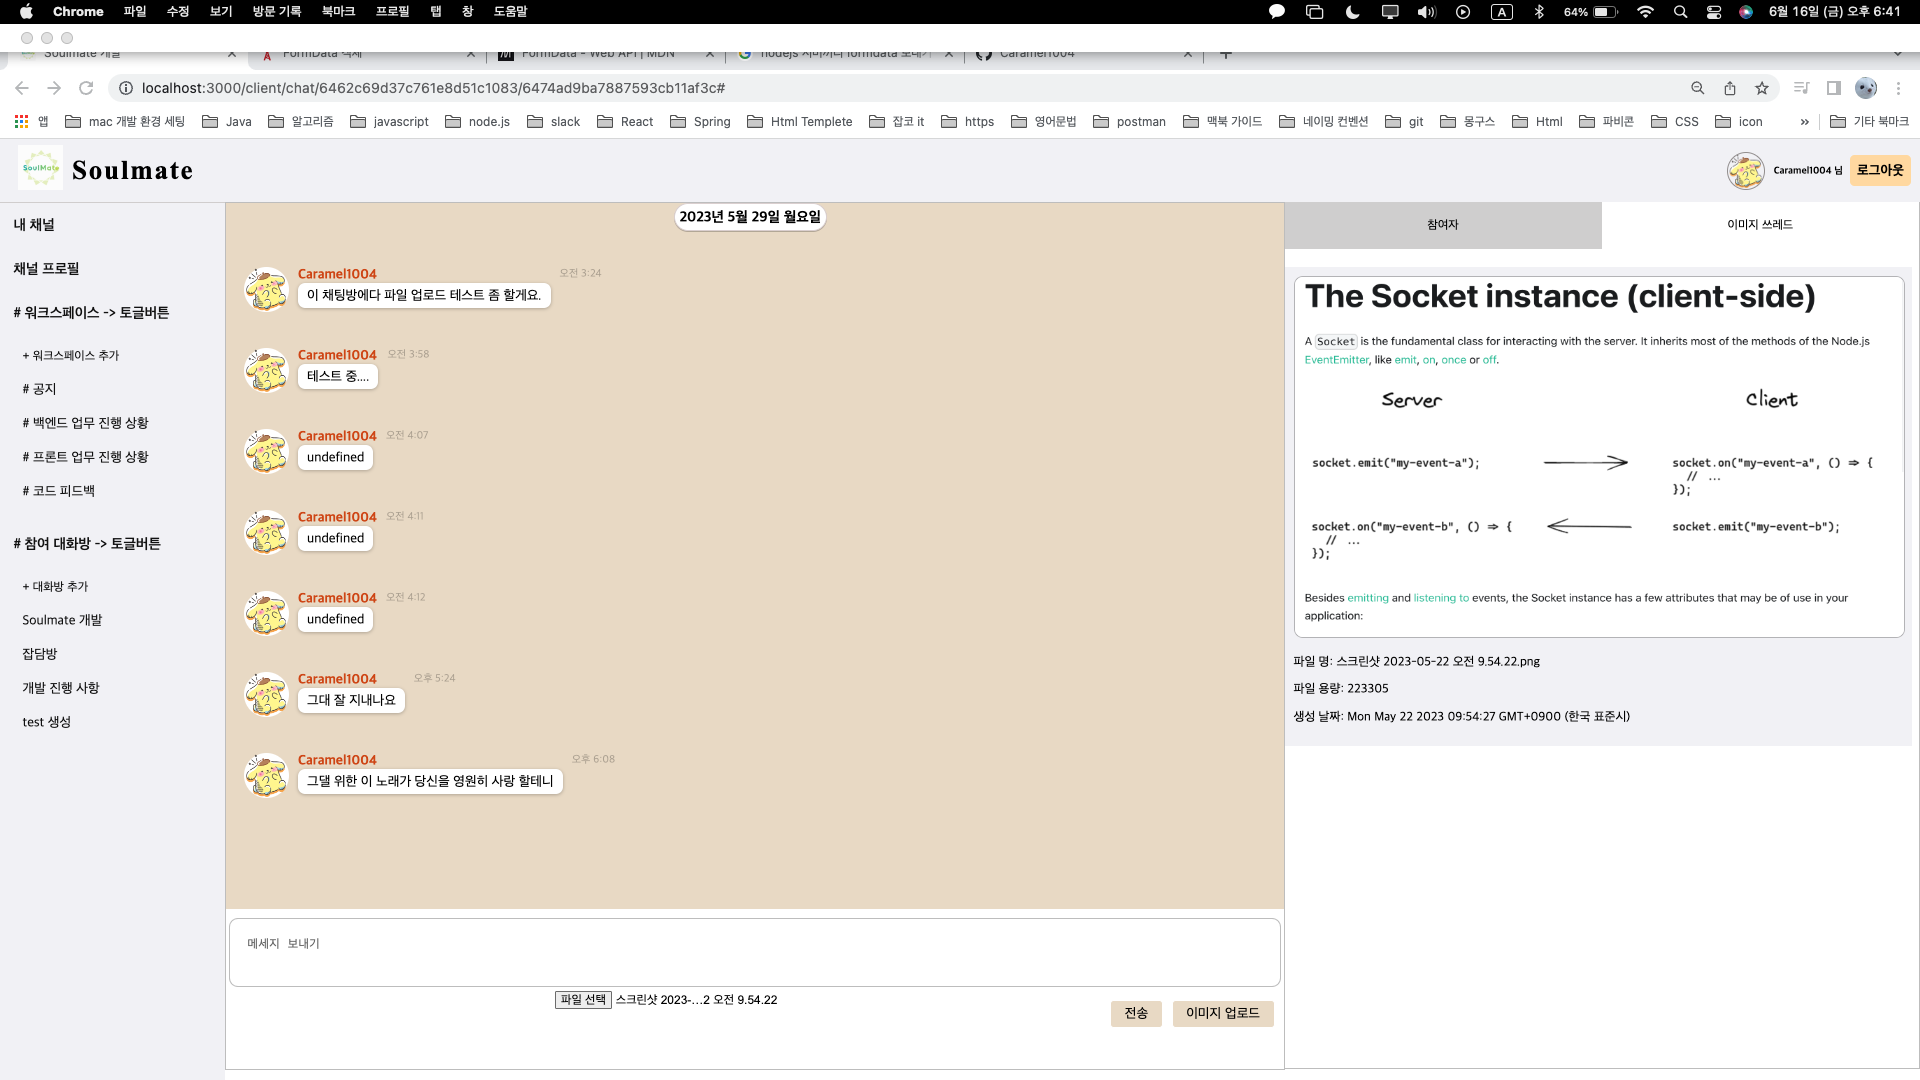 Chrome 파일 수정 보기 방문 기록 북마크 프로필 탭 창 도움말 A 64% 6월 16일 (금) 오후 6:41
Soulmate 개발 FormData 객체 FormData - Web API | MDN Caramel1004
localhost:3000/client/chat/6462c69d37c761e8d51c1083/6474ad9ba7887593cb11af3c#
앱 mac 개발 환경 세팅 Java 알고리즘 javascript node.js slack React Spring Html Templete 잡코 it https 영어문법 postman 맥북 가이드 네이밍 컨벤션 git 몽구스 Html 파비콘 CSS icon » 기타 북마크
SoulMate
Soulmate
Caramel1004 님
로그아웃
내 채널
채널 프로필
# 워크스페이스 -> 토글버튼
+ 워크스페이스 추가
# 공지
# 백엔드 업무 진행 상황
# 프론트 업무 진행 상황
# 코드 피드백
# 참여 대화방 -> 토글버튼
+ 대화방 추가
Soulmate 개발
잡담방
개발 진행 사항
test 생성
2023년 5월 29일 월요일
Caramel1004 오전 3:24
이 채팅방에다 파일 업로드 테스트 좀 할게요.
Caramel1004 오전 3:58
테스트 중....
Caramel1004 오전 4:07
undefined
Caramel1004 오전 4:11
undefined
Caramel1004 오전 4:12
undefined
Caramel1004 오후 5:24
그대 잘 지내나요
Caramel1004 오후 6:08
그댈 위한 이 노래가 당신을 영원히 사랑 할테니
메세지 보내기
파일 선택 스크린샷 2023-...2 오전 9.54.22
전송 이미지 업로드
참여자 이미지 쓰레드
The Socket instance (client-side)
A Socket is the fundamental class for interacting with the server. It inherits most of the methods of the Node.js
EventEmitter, like emit, on, once or off.
Server Client
socket.emit("my-event-a"); socket.on("my-event-a", () => {
// ...
});
socket.on("my-event-b", () => { socket.emit("my-event-b");
// ...
});
Besides emitting and listening to events, the Socket instance has a few attributes that may be of use in your
application:
파일 명: 스크린샷 2023-05-22 오전 9.54.22.png
파일 용량: 223305
생성 날짜: Mon May 22 2023 09:54:27 GMT+0900 (한국 표준시)